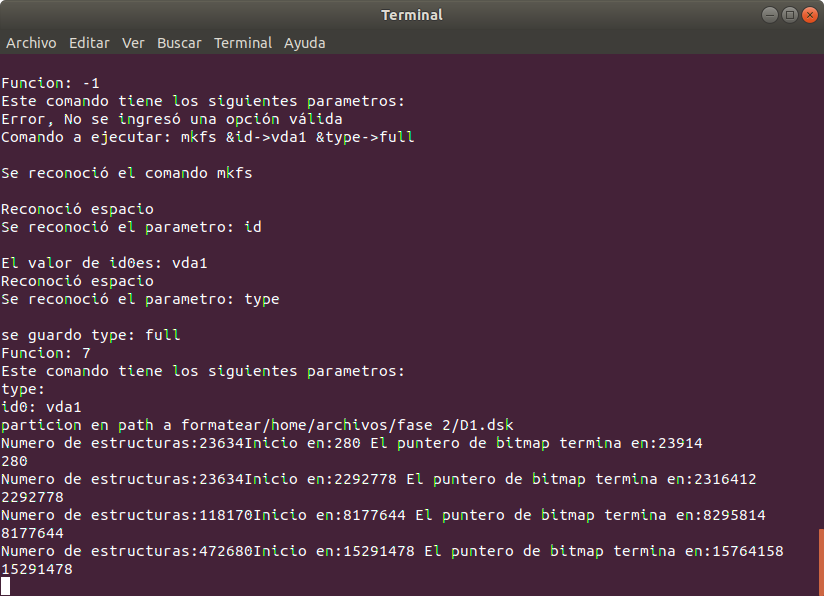 Terminal
Archivo Editar Ver Buscar Terminal Ayuda
Funcion: -1
Este comando tiene los siguientes parametros:
Error, No se ingresó una opción válida
Comando a ejecutar: mkfs &id->vda1 &type->full
Se reconoció el comando mkfs
Reconoció espacio
Se reconoció el parametro: id
El valor de id0es: vda1
Reconoció espacio
Se reconoció el parametro: type
se guardo type: full
Funcion: 7
Este comando tiene los siguientes parametros:
type:
id0: vda1
particion en path a formatear/home/archivos/fase 2/D1.dsk
Numero de estructuras:23634Inicio en:280 El puntero de bitmap termina en:23914
280
Numero de estructuras:23634Inicio en:2292778 El puntero de bitmap termina en:2316412
2292778
Numero de estructuras:118170Inicio en:8177644 El puntero de bitmap termina en:8295814
8177644
Numero de estructuras:472680Inicio en:15291478 El puntero de bitmap termina en:15764158
15291478